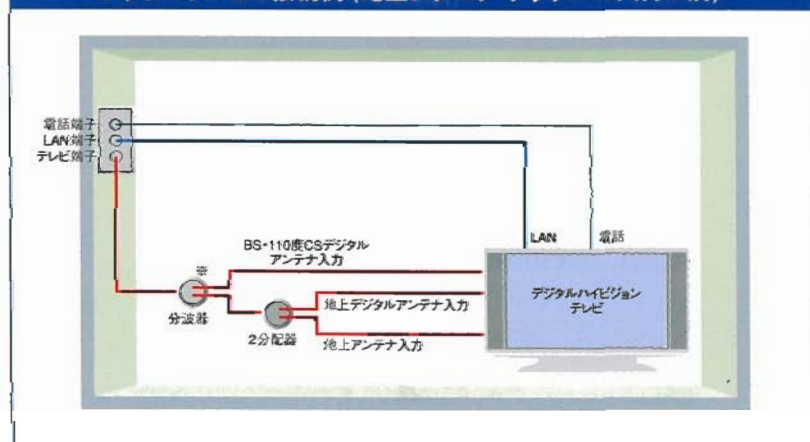 電話端子
LAN端子
テレビ端子
LAN
電話
BS・110度CSデジタル
アンテナ入力
※
デジタルハイビジョン
テレビ
地上デジタルアンテナ入力
分波器
2分配器
地上アンテナ入力